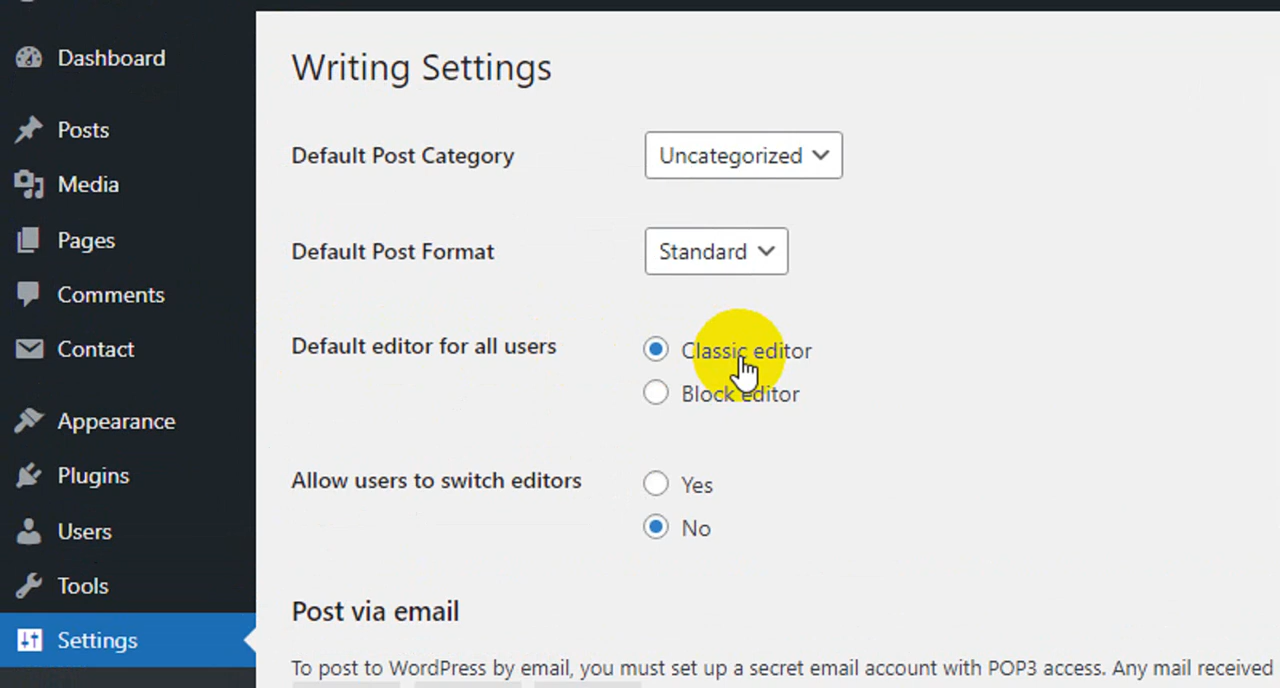 Dashboard
Posts
Media
Pages
Comments
Contact
Appearance
Plugins
Users
Tools
Settings
Writing Settings
Default Post Category
Uncategorized
Default Post Format
Standard
Default editor for all users
Classic editor
Block editor
Allow users to switch editors
Yes
No
Post via email
To post to WordPress by email, you must set up a secret email account with POP3 access. Any mail received